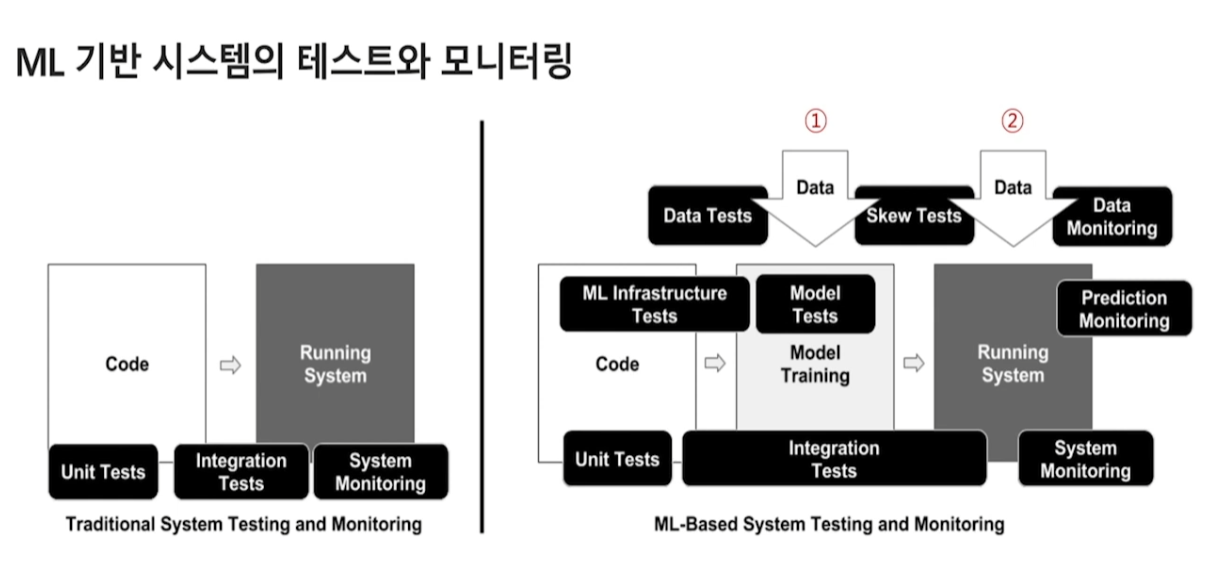 ML 기반 시스템의 테스트와 모니터링
Code
Running
System
Unit Tests
Integration
Tests
System
Monitoring
Traditional System Testing and Monitoring
①
②
Data
Data
Data Tests
Skew Tests
Data
Monitoring
ML Infrastructure
Tests
Model
Tests
Prediction
Monitoring
Code
Model
Training
Running
System
Unit Tests
Integration
Tests
System
Monitoring
ML-Based System Testing and Monitoring